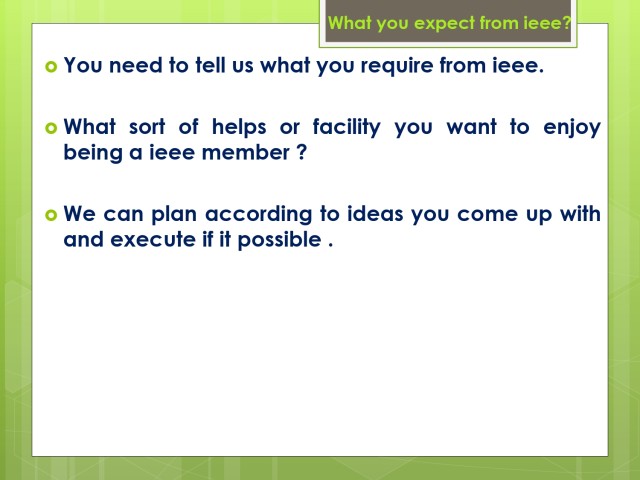 What you expect from ieee?
You need to tell us what you require from ieee.
What sort of helps or facility you want to enjoy
being a ieee member ?
We can plan according to ideas you come up with
and execute if it possible .